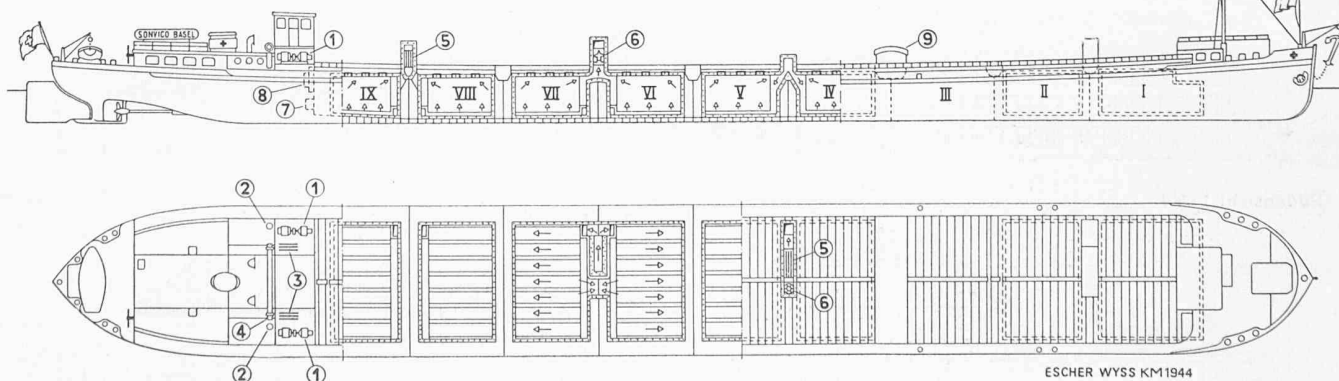 SONVICO BASEL
① ⑤ ⑥ ⑨
⑧ IX VIII VII VI V IV III II I
⑦
② ①
⑤
③
⑥
④
② ①
ESCHER WYSS KM1944